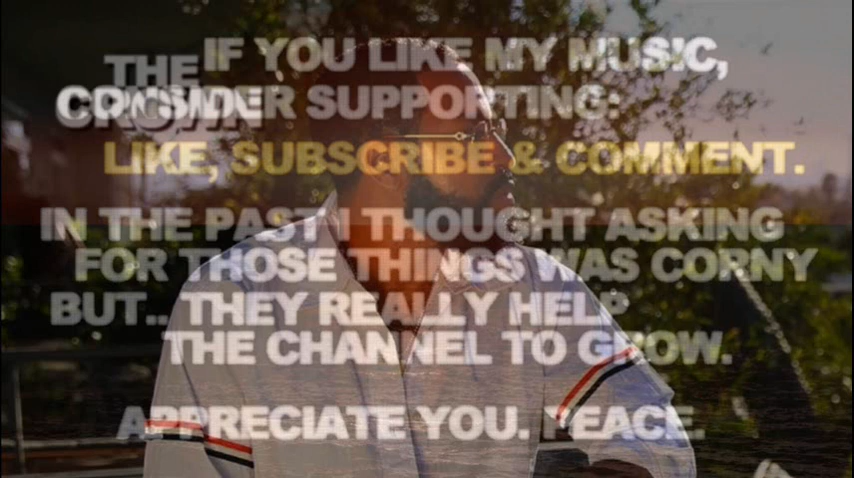 THE
CROWN
IF YOU LIKE MY MUSIC,
CONSIDER SUPPORTING:
LIKE, SUBSCRIBE & COMMENT.
IN THE PAST I THOUGHT ASKING
FOR THOSE THINGS WAS CORNY
BUT.. THEY REALLY HELP
THE CHANNEL TO GROW.
APPRECIATE YOU. PEACE.